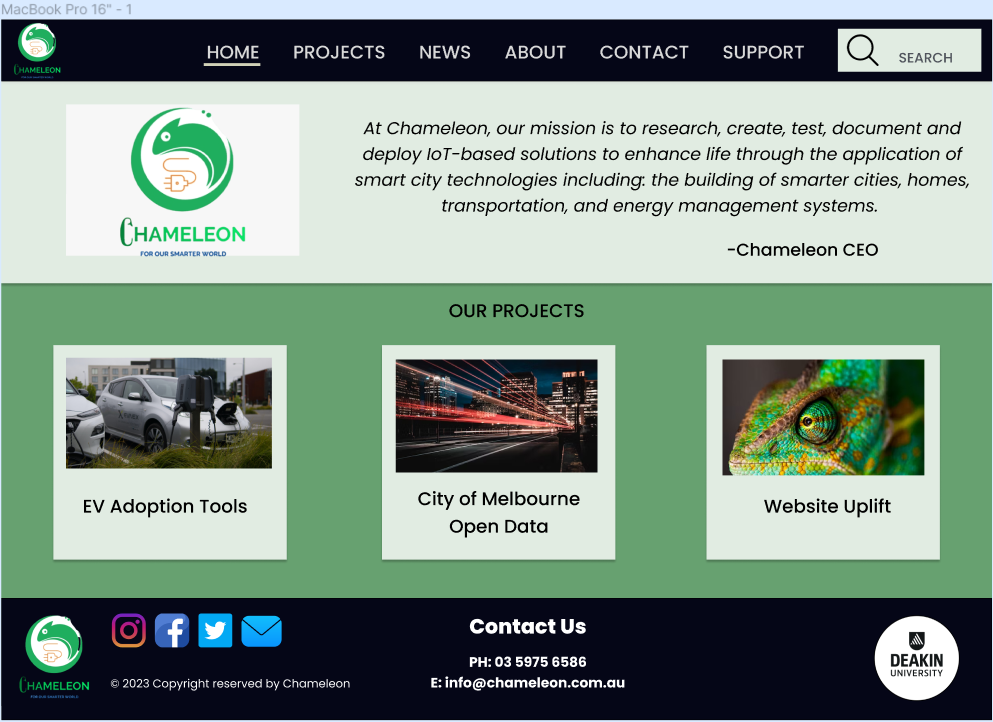 MacBook Pro 16" - 1
CHAMELEON
FOR OUR SMARTER WORLD
HOME PROJECTS NEWS ABOUT CONTACT SUPPORT SEARCH
CHAMELEON
FOR OUR SMARTER WORLD
At Chameleon, our mission is to research, create, test, document and
deploy IoT-based solutions to enhance life through the application of
smart city technologies including: the building of smarter cities, homes,
transportation, and energy management systems.
-Chameleon CEO
OUR PROJECTS
EV Adoption Tools
City of Melbourne
Open Data
Website Uplift
CHAMELEON
FOR OUR SMARTER WORLD
© 2023 Copyright reserved by Chameleon
Contact Us
PH: 03 5975 6586
E: info@chameleon.com.au
DEAKIN
UNIVERSITY